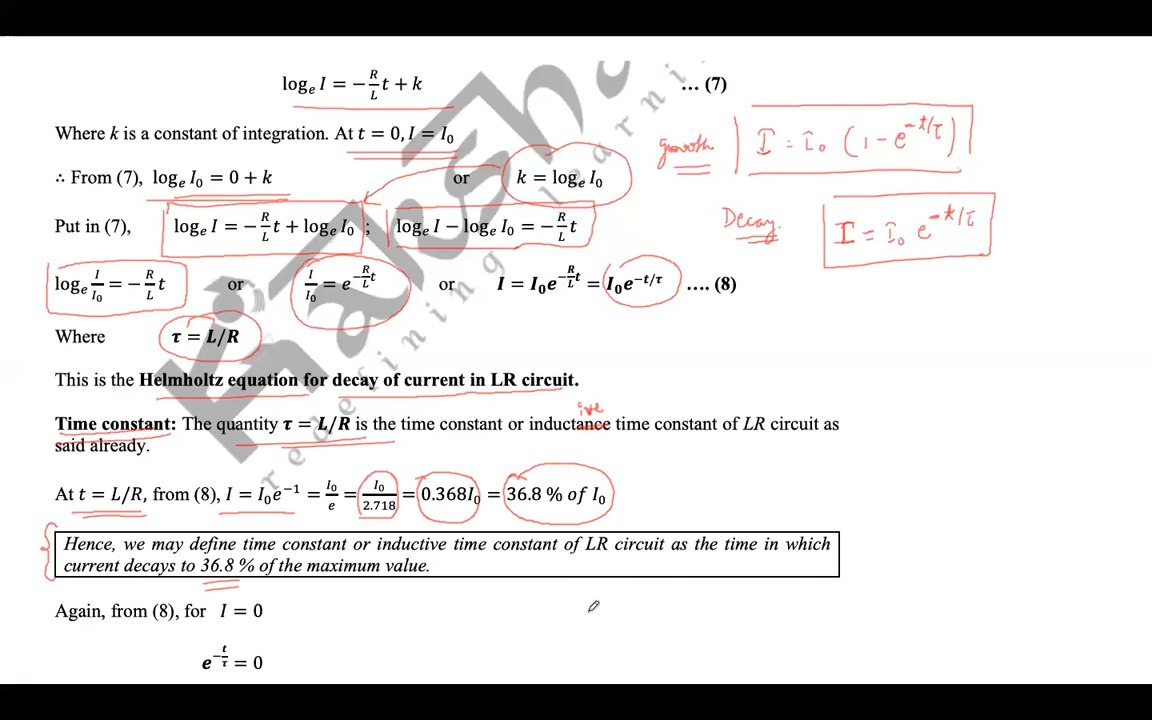 logₑ I = −R/L t + k … (7)
Where k is a constant of integration. At t = 0, I = I₀
growth I = I₀ (1 − e^−t/τ)
∴ From (7), logₑ I₀ = 0 + k or k = logₑ I₀
Put in (7), logₑ I = −R/L t + logₑ I₀ ; logₑ I − logₑ I₀ = −R/L t
Decay. I = I₀ e^−t/τ
logₑ I/I₀ = −R/L t or I/I₀ = e^−R/L t or I = I₀e^−R/L t = I₀e^−t/τ …. (8)
Where τ = L/R
This is the Helmholtz equation for decay of current in LR circuit.
ive
Time constant: The quantity τ = L/R is the time constant or inductance time constant of LR circuit as
said already.
At t = L/R, from (8), I = I₀e^−1 = I₀/e = I₀/2.718 = 0.368I₀ = 36.8 % of I₀
Hence, we may define time constant or inductive time constant of LR circuit as the time in which
current decays to 36.8 % of the maximum value.
Again, from (8), for I = 0
e^−t/τ = 0
redefining learni